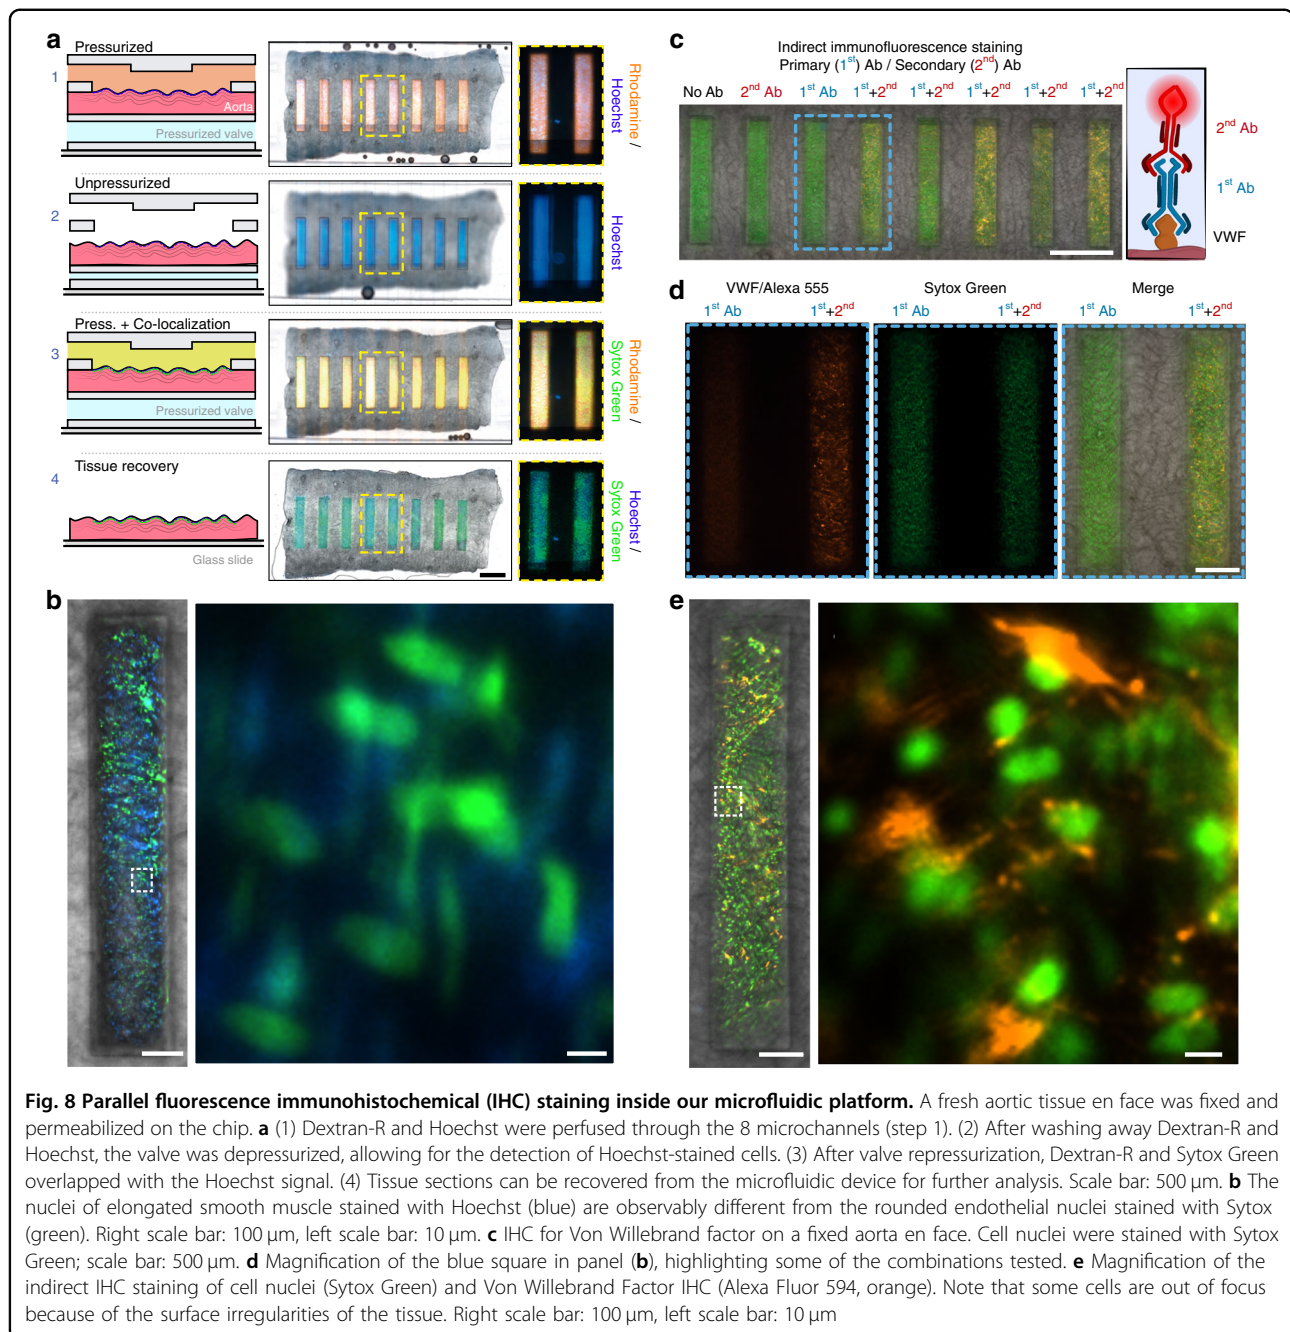 a
Pressurized
1
Aorta
Pressurized valve
Rhodamine /
Hoechst
Unpressurized
2
Hoechst
Press. + Co-localization
3
Pressurized valve
Rhodamine /
Sytox Green
Tissue recovery
4
Glass slide
Hoechst /
Sytox Green
b
c
Indirect immunofluorescence staining
Primary (1st) Ab / Secondary (2nd) Ab
No Ab 2nd Ab 1st Ab 1st+2nd 1st+2nd 1st+2nd 1st+2nd 1st+2nd
2nd Ab
1st Ab
VWF
d
VWF/Alexa 555 Sytox Green Merge
1st Ab 1st+2nd 1st Ab 1st+2nd 1st Ab 1st+2nd
e
Fig. 8 Parallel fluorescence immunohistochemical (IHC) staining inside our microfluidic platform. A fresh aortic tissue en face was fixed and
permeabilized on the chip. a (1) Dextran-R and Hoechst were perfused through the 8 microchannels (step 1). (2) After washing away Dextran-R and
Hoechst, the valve was depressurized, allowing for the detection of Hoechst-stained cells. (3) After valve repressurization, Dextran-R and Sytox Green
overlapped with the Hoechst signal. (4) Tissue sections can be recovered from the microfluidic device for further analysis. Scale bar: 500 μm. b The
nuclei of elongated smooth muscle stained with Hoechst (blue) are observably different from the rounded endothelial nuclei stained with Sytox
(green). Right scale bar: 100 μm, left scale bar: 10 μm. c IHC for Von Willebrand factor on a fixed aorta en face. Cell nuclei were stained with Sytox
Green; scale bar: 500 μm. d Magnification of the blue square in panel (b), highlighting some of the combinations tested. e Magnification of the
indirect IHC staining of cell nuclei (Sytox Green) and Von Willebrand Factor IHC (Alexa Fluor 594, orange). Note that some cells are out of focus
because of the surface irregularities of the tissue. Right scale bar: 100 μm, left scale bar: 10 μm